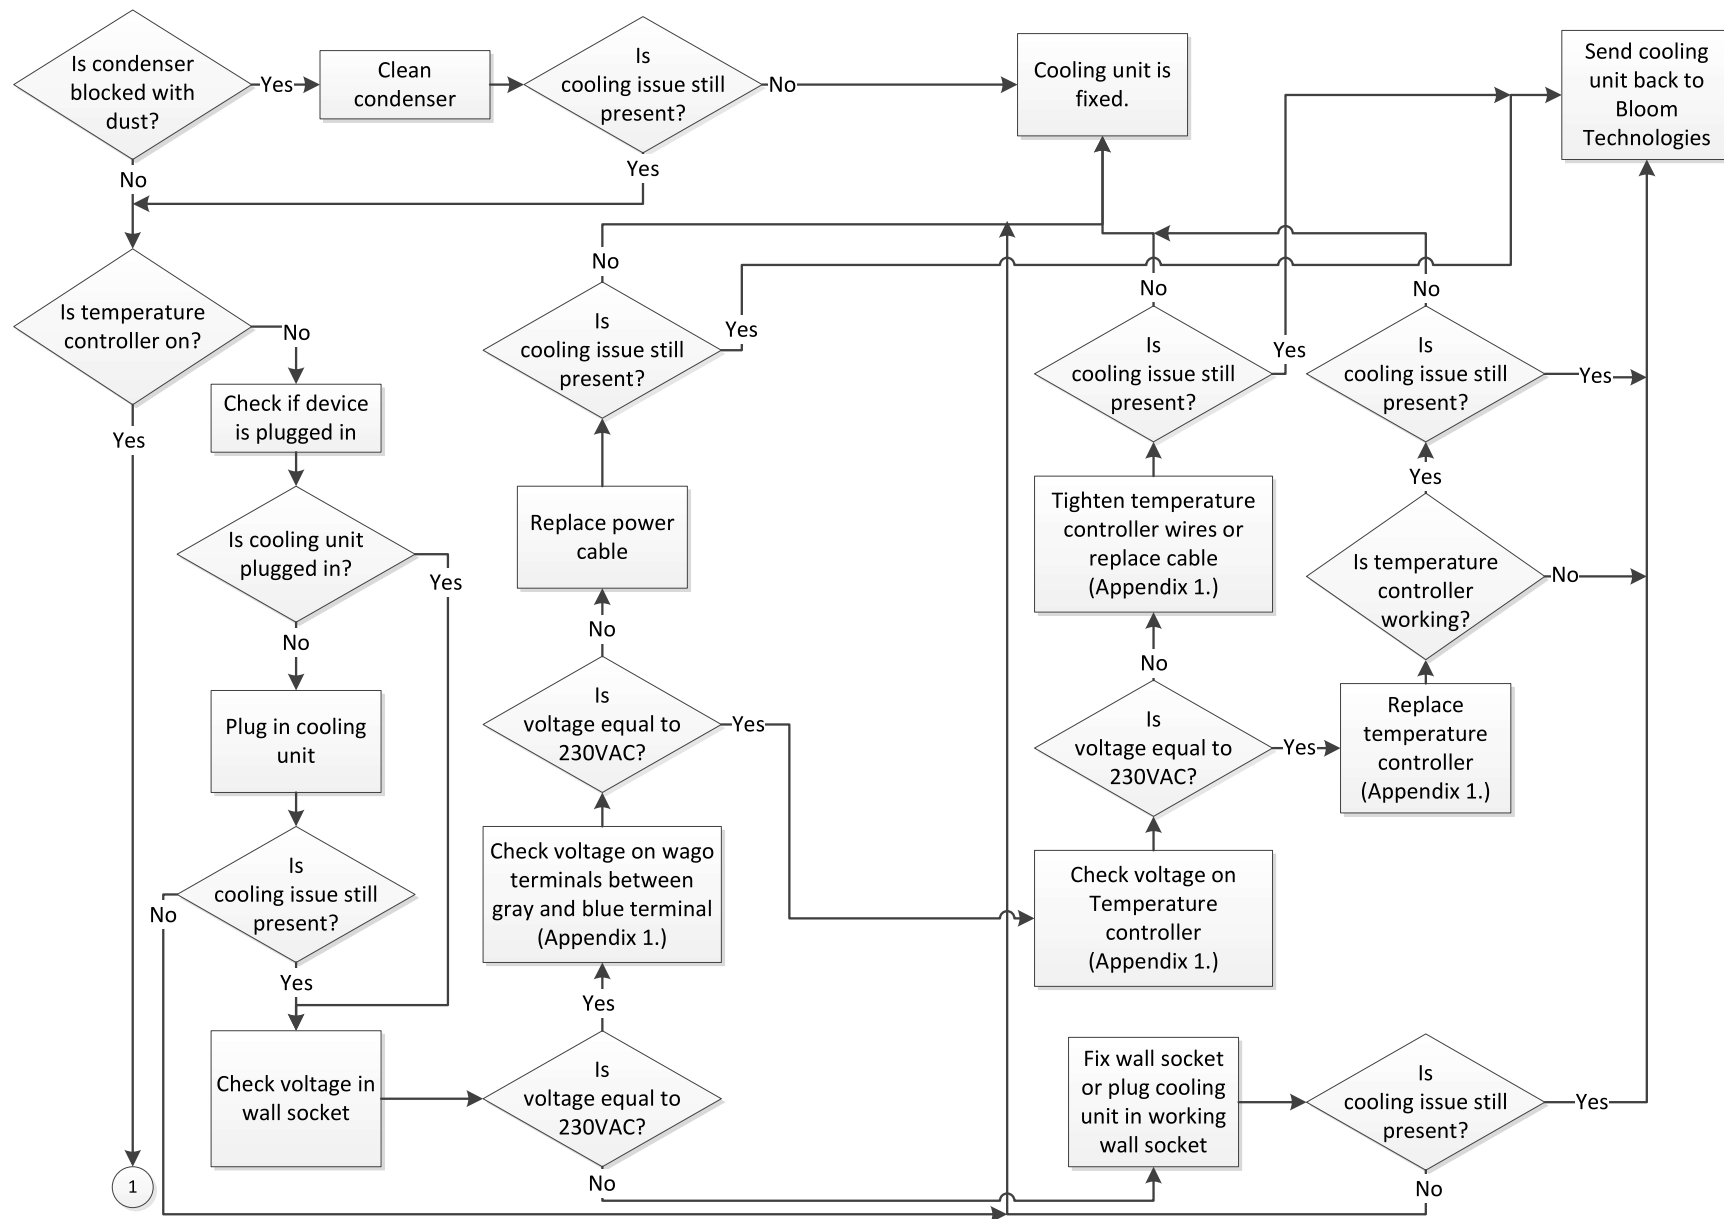 Is condenser
blocked with
dust?
Yes
Clean
condenser
Is
cooling issue still
present?
No
Cooling unit is
fixed.
Send cooling
unit back to
Bloom
Technologies
No
Yes
Is temperature
controller on?
No
Yes
Check if device
is plugged in
Is cooling unit
plugged in?
Yes
No
Plug in cooling
unit
Is
cooling issue still
present?
No
Yes
Check voltage in
wall socket
1
No
Is
cooling issue still
present?
Yes
Replace power
cable
No
Is
voltage equal to
230VAC?
Yes
Check voltage on wago
terminals between
gray and blue terminal
(Appendix 1.)
Yes
Is
voltage equal to
230VAC?
No
No
Is
cooling issue still
present?
Yes
Tighten temperature
controller wires or
replace cable
(Appendix 1.)
No
Is
voltage equal to
230VAC?
Yes
Check voltage on
Temperature
controller
(Appendix 1.)
Fix wall socket
or plug cooling
unit in working
wall socket
No
Is
cooling issue still
present?
Yes
Yes
Is temperature
controller
working?
No
Replace
temperature
controller
(Appendix 1.)
Is
cooling issue still
present?
Yes
No